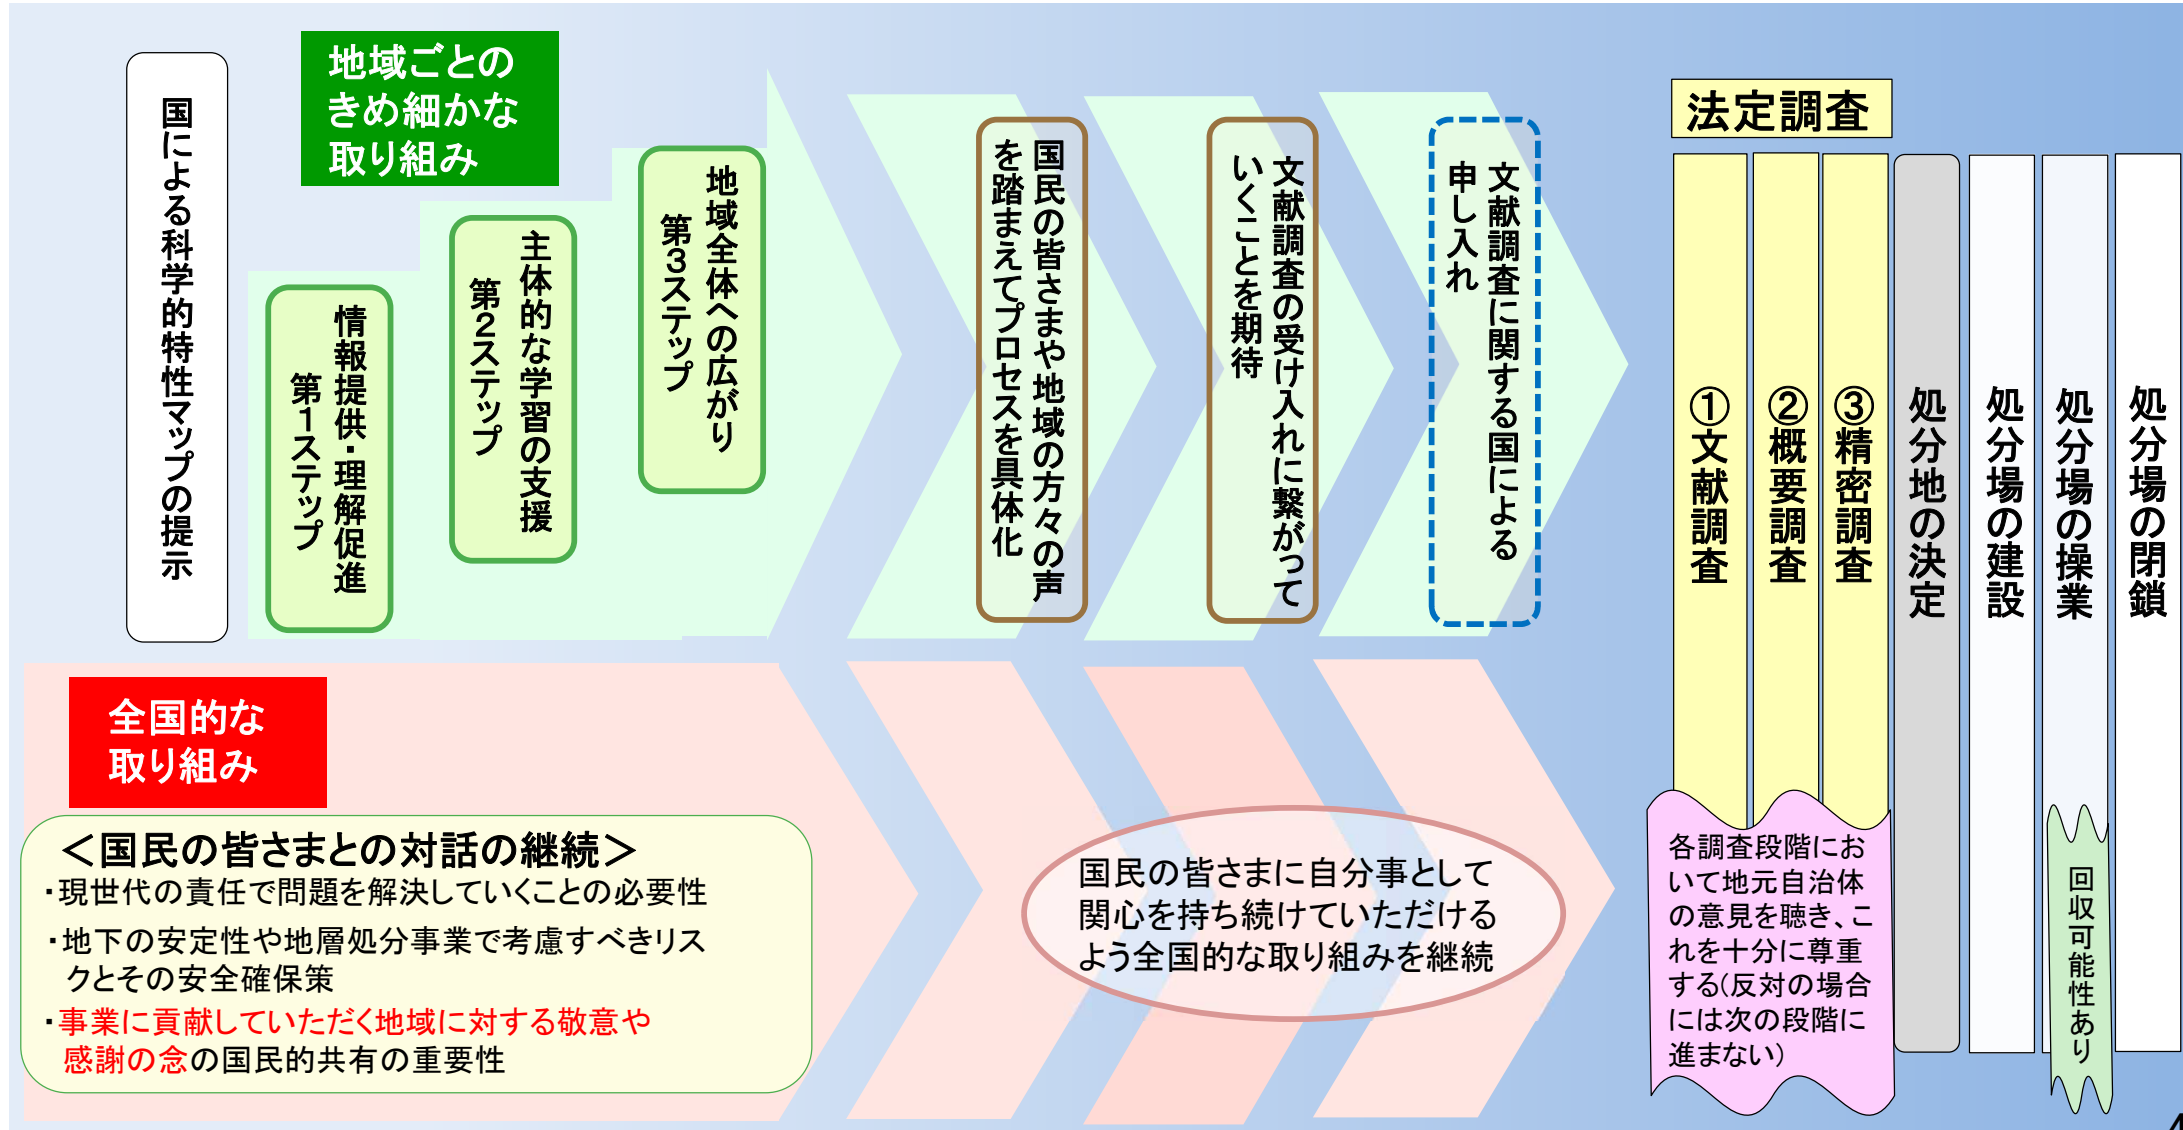 地域ごとの
きめ細かな
取り組み
国による科学的特性マップの提示
情報提供・理解促進
第1ステップ
主体的な学習の支援
第2ステップ
地域全体への広がり
第3ステップ
国民の皆さまや地域の方々の声
を踏まえてプロセスを具体化
文献調査の受け入れに繋がって
いくことを期待
文献調査に関する国による
申し入れ
法定調査
①文献調査
②概要調査
③精密調査
処分地の決定
処分場の建設
処分場の操業
処分場の閉鎖
全国的な
取り組み
＜国民の皆さまとの対話の継続＞
・現世代の責任で問題を解決していくことの必要性
・地下の安定性や地層処分事業で考慮すべきリス
クとその安全確保策
・事業に貢献していただく地域に対する敬意や
感謝の念の国民的共有の重要性
国民の皆さまに自分事として
関心を持ち続けていただける
よう全国的な取り組みを継続
各調査段階にお
いて地元自治体
の意見を聴き、こ
れを十分に尊重
する（反対の場合
には次の段階に
進まない）
回収可能性あり